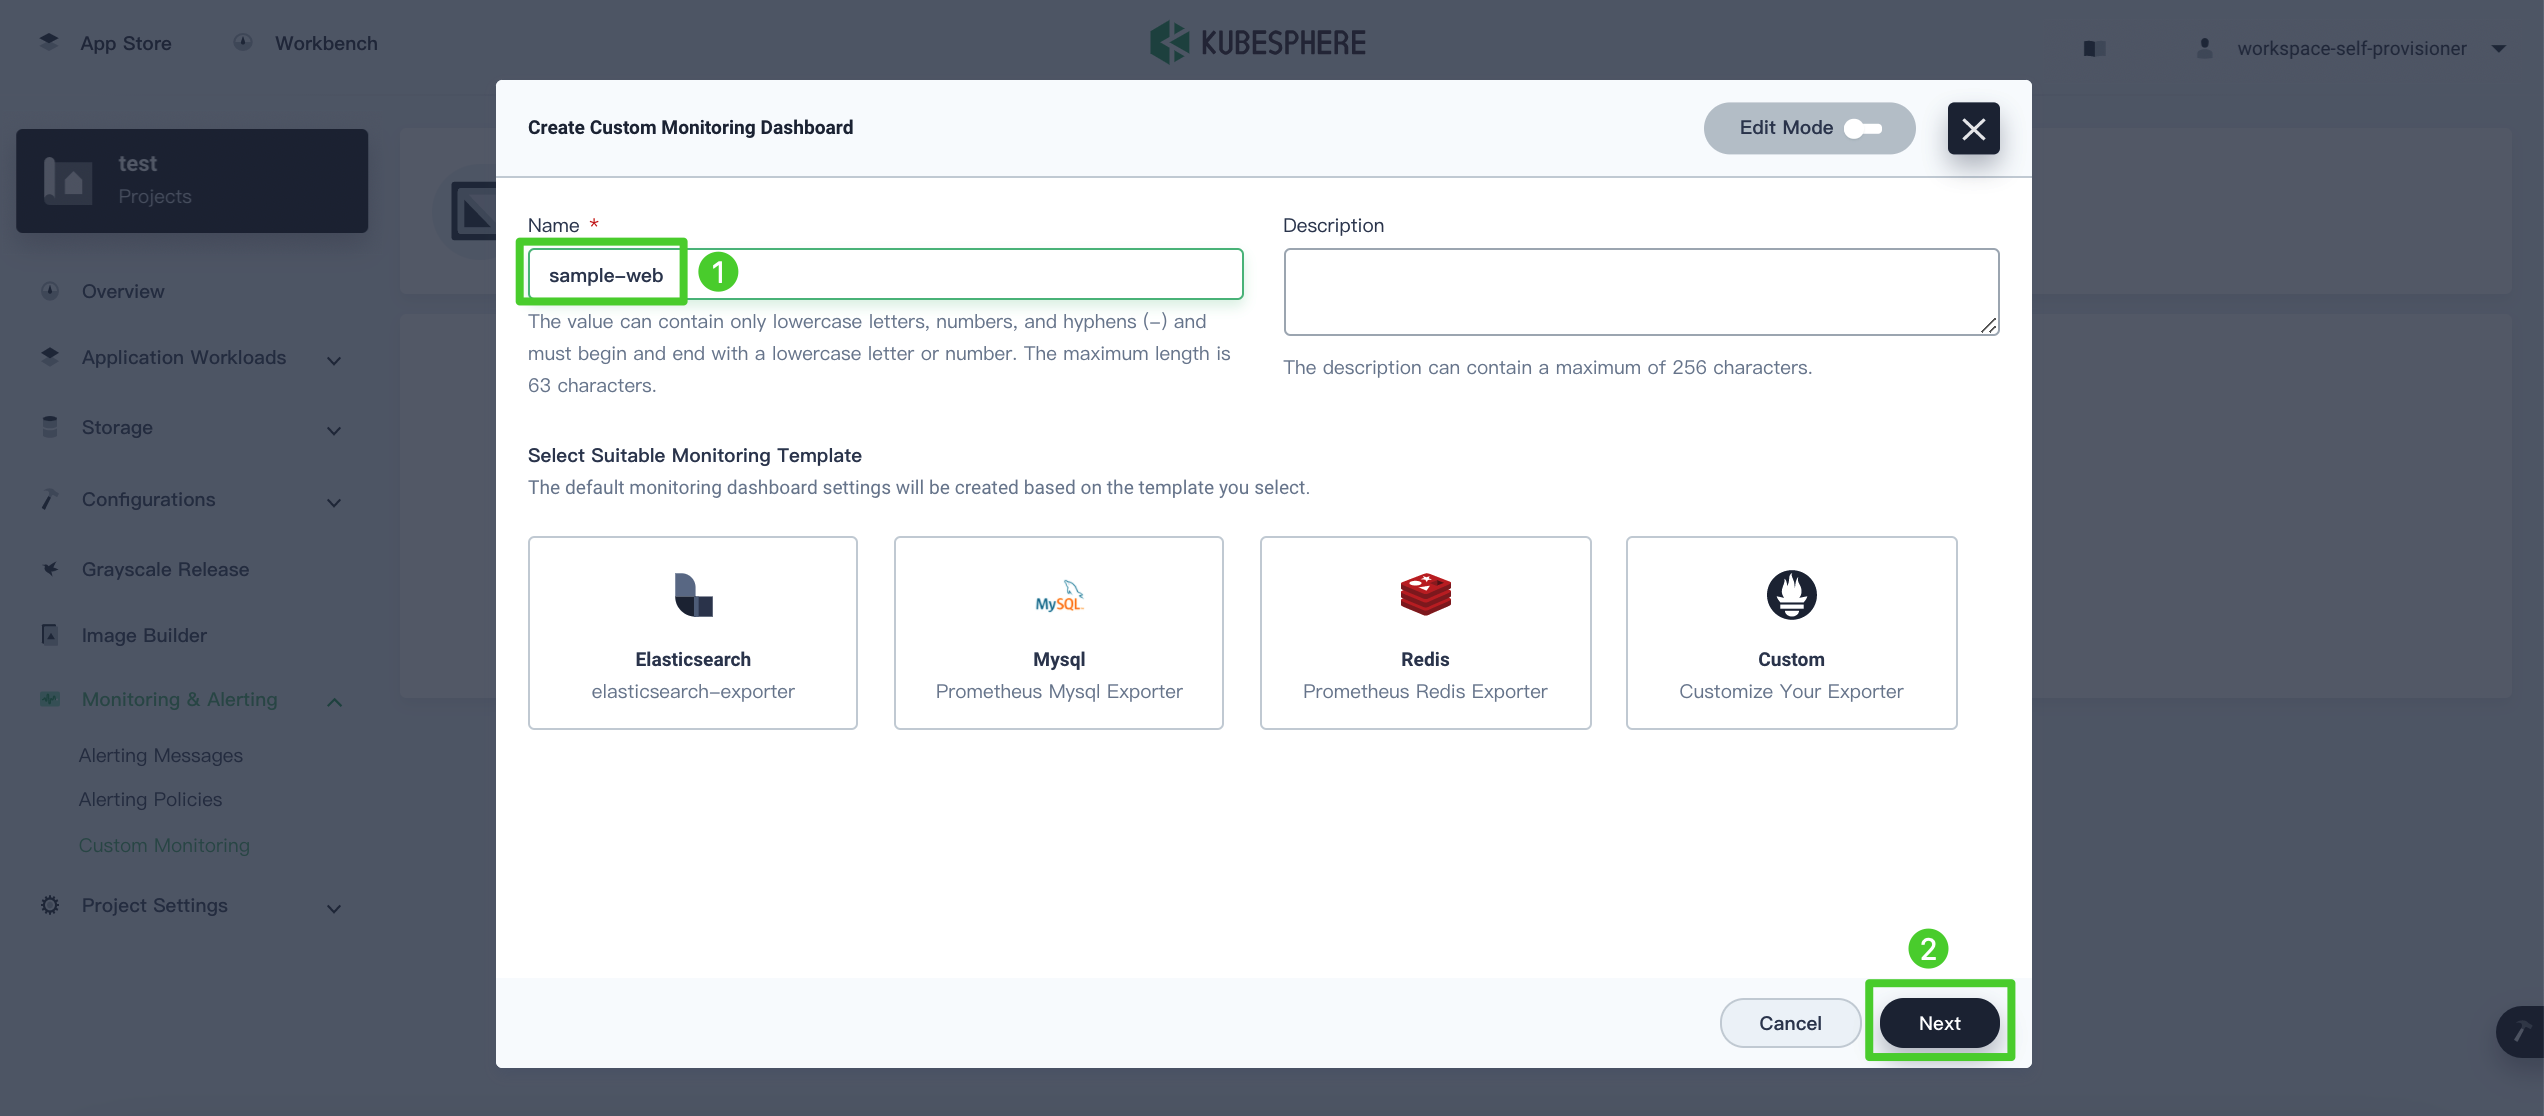 App Store
Workbench
KUBESPHERE
workspace-self-provisioner
test
Projects
Overview
Application Workloads
Storage
Configurations
Grayscale Release
Image Builder
Monitoring & Alerting
Alerting Messages
Alerting Policies
Custom Monitoring
Project Settings
Create Custom Monitoring Dashboard
Edit Mode
Name *
sample-web
1
The value can contain only lowercase letters, numbers, and hyphens (-) and
must begin and end with a lowercase letter or number. The maximum length is
63 characters.
Description
The description can contain a maximum of 256 characters.
Select Suitable Monitoring Template
The default monitoring dashboard settings will be created based on the template you select.
Elasticsearch
elasticsearch-exporter
MySQL
Mysql
Prometheus Mysql Exporter
Redis
Prometheus Redis Exporter
Custom
Customize Your Exporter
2
Cancel
Next